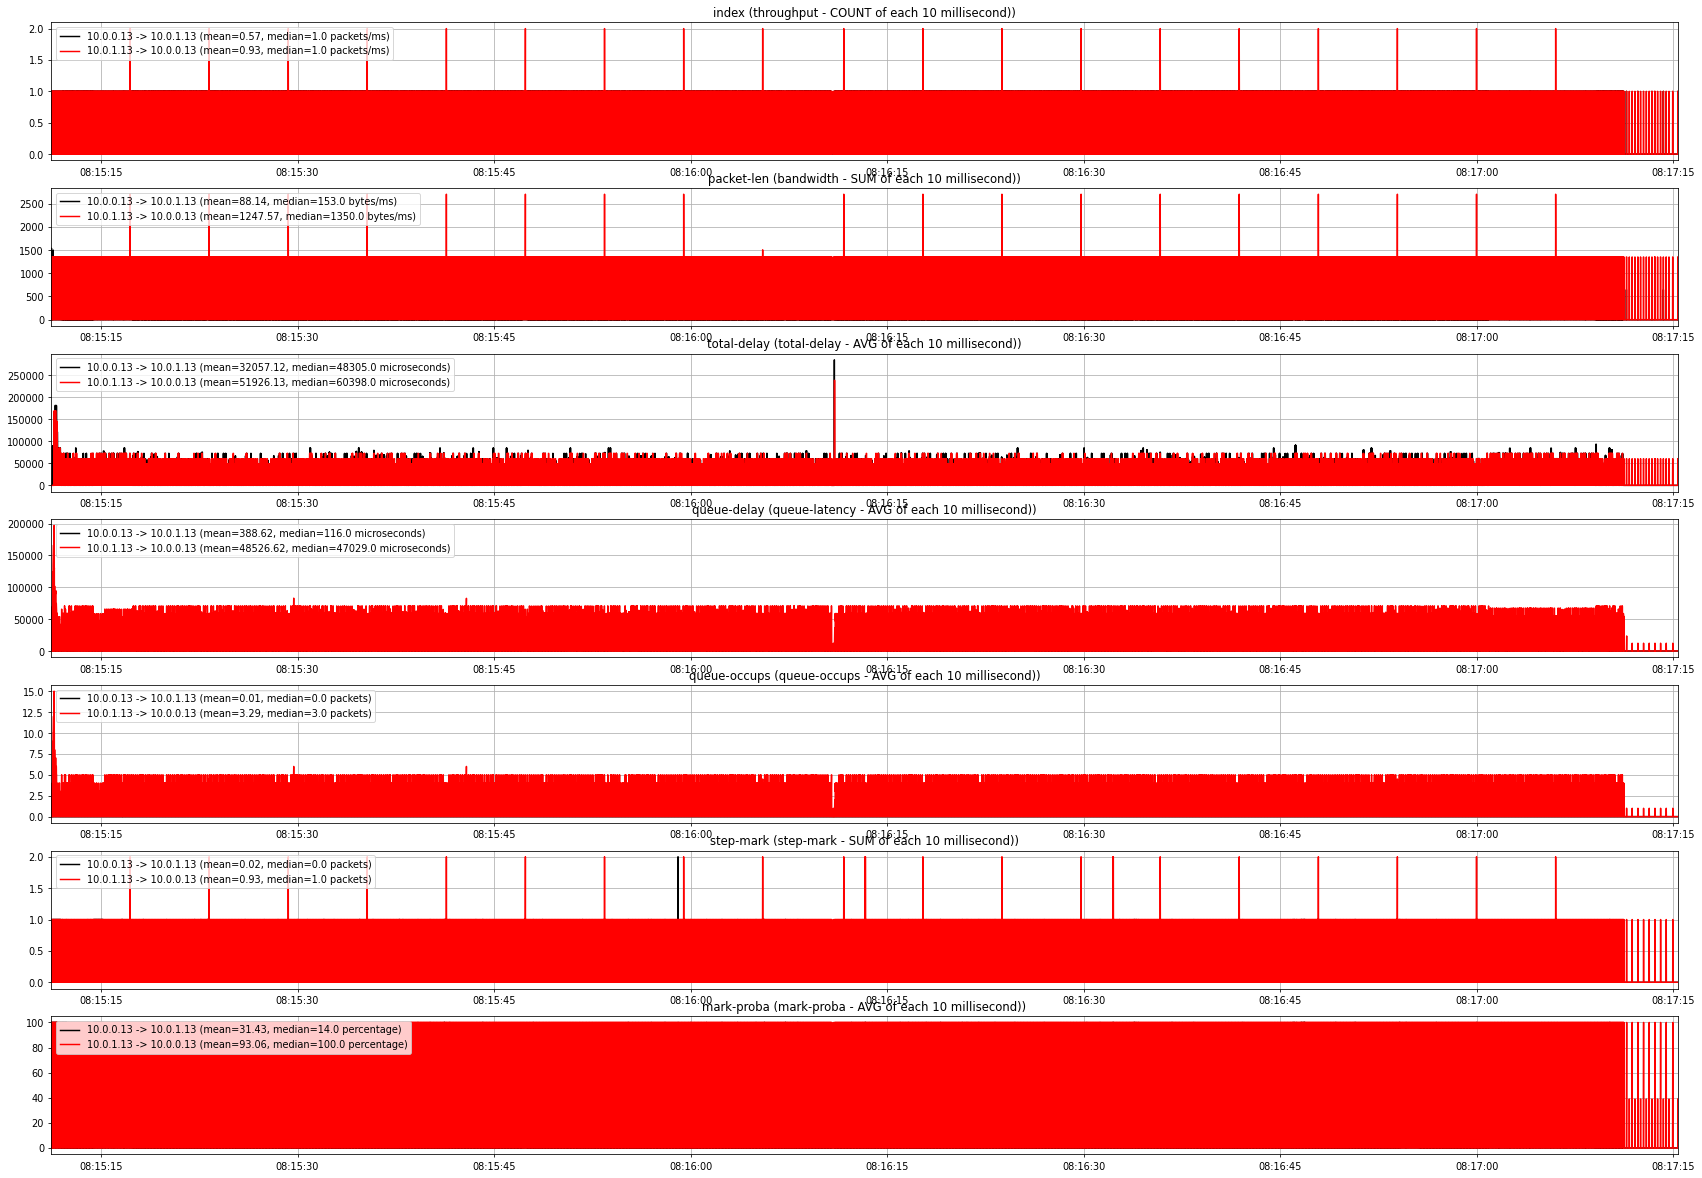 index (throughput - COUNT of each 10 millisecond))
2.0
1.5
1.0
0.5
0.0
10.0.0.13 -> 10.0.1.13 (mean=0.57, median=1.0 packets/ms)
10.0.1.13 -> 10.0.0.13 (mean=0.93, median=1.0 packets/ms)
08:15:15 08:15:30 08:15:45 08:16:00 08:16:15 08:16:30 08:16:45 08:17:00 08:17:15
packet-len (bandwidth - SUM of each 10 millisecond))
2500
2000
1500
1000
500
0
10.0.0.13 -> 10.0.1.13 (mean=88.14, median=153.0 bytes/ms)
10.0.1.13 -> 10.0.0.13 (mean=1247.57, median=1350.0 bytes/ms)
08:15:15 08:15:30 08:15:45 08:16:00 08:16:15 08:16:30 08:16:45 08:17:00 08:17:15
total-delay (total-delay - AVG of each 10 millisecond))
250000
200000
150000
100000
50000
0
10.0.0.13 -> 10.0.1.13 (mean=32057.12, median=48305.0 microseconds)
10.0.1.13 -> 10.0.0.13 (mean=51926.13, median=60398.0 microseconds)
08:15:15 08:15:30 08:15:45 08:16:00 08:16:15 08:16:30 08:16:45 08:17:00 08:17:15
queue-delay (queue-latency - AVG of each 10 millisecond))
200000
150000
100000
50000
0
10.0.0.13 -> 10.0.1.13 (mean=388.62, median=116.0 microseconds)
10.0.1.13 -> 10.0.0.13 (mean=48526.62, median=47029.0 microseconds)
08:15:15 08:15:30 08:15:45 08:16:00 08:16:15 08:16:30 08:16:45 08:17:00 08:17:15
queue-occups (queue-occups - AVG of each 10 millisecond))
15.0
12.5
10.0
7.5
5.0
2.5
0.0
10.0.0.13 -> 10.0.1.13 (mean=0.01, median=0.0 packets)
10.0.1.13 -> 10.0.0.13 (mean=3.29, median=3.0 packets)
08:15:15 08:15:30 08:15:45 08:16:00 08:16:15 08:16:30 08:16:45 08:17:00 08:17:15
step-mark (step-mark - SUM of each 10 millisecond))
2.0
1.5
1.0
0.5
0.0
10.0.0.13 -> 10.0.1.13 (mean=0.02, median=0.0 packets)
10.0.1.13 -> 10.0.0.13 (mean=0.93, median=1.0 packets)
08:15:15 08:15:30 08:15:45 08:16:00 08:16:15 08:16:30 08:16:45 08:17:00 08:17:15
mark-proba (mark-proba - AVG of each 10 millisecond))
100
80
60
40
20
0
10.0.0.13 -> 10.0.1.13 (mean=31.43, median=14.0 percentage)
10.0.1.13 -> 10.0.0.13 (mean=93.06, median=100.0 percentage)
08:15:15 08:15:30 08:15:45 08:16:00 08:16:15 08:16:30 08:16:45 08:17:00 08:17:15